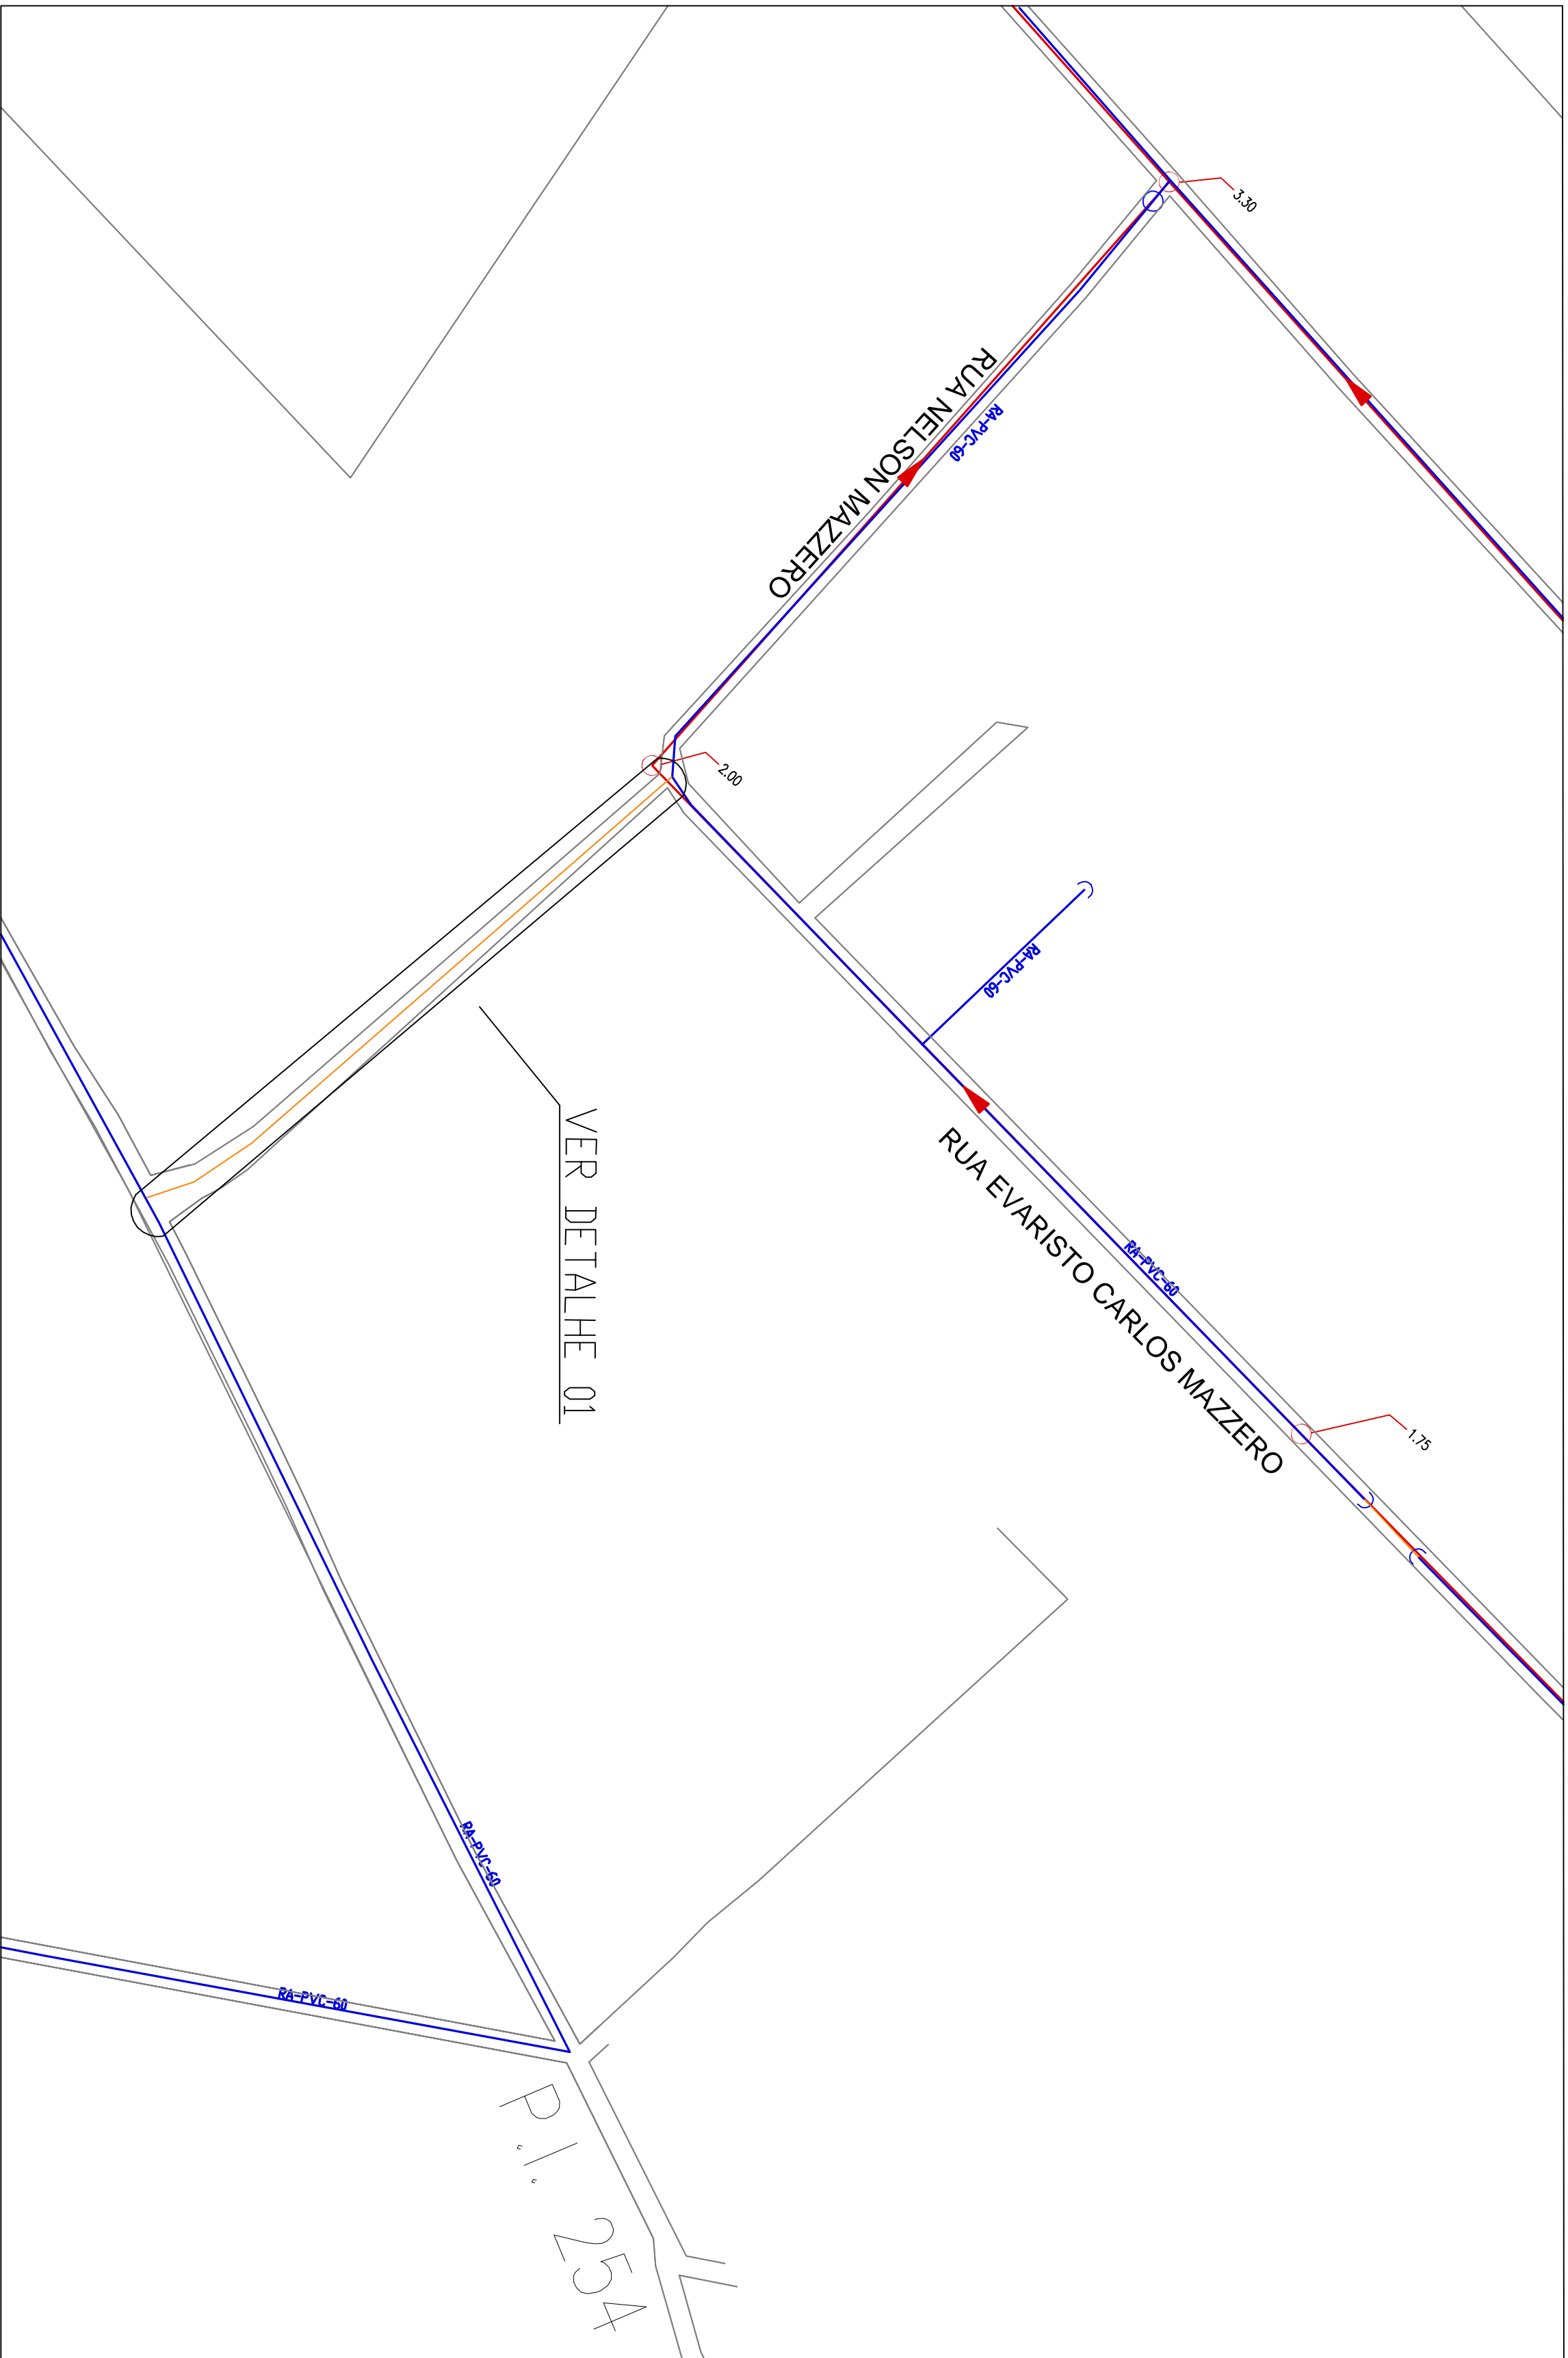 3.30
RUA NELSON MAZZERO
RA-PVC-60
2.00
RA-PVC-60
VER DETALHE 01
RUA EVARISTO CARLOS MAZZERO
RA-PVC-60
1.75
RA-PVC-60
RA-PVC-60
P.I. 254